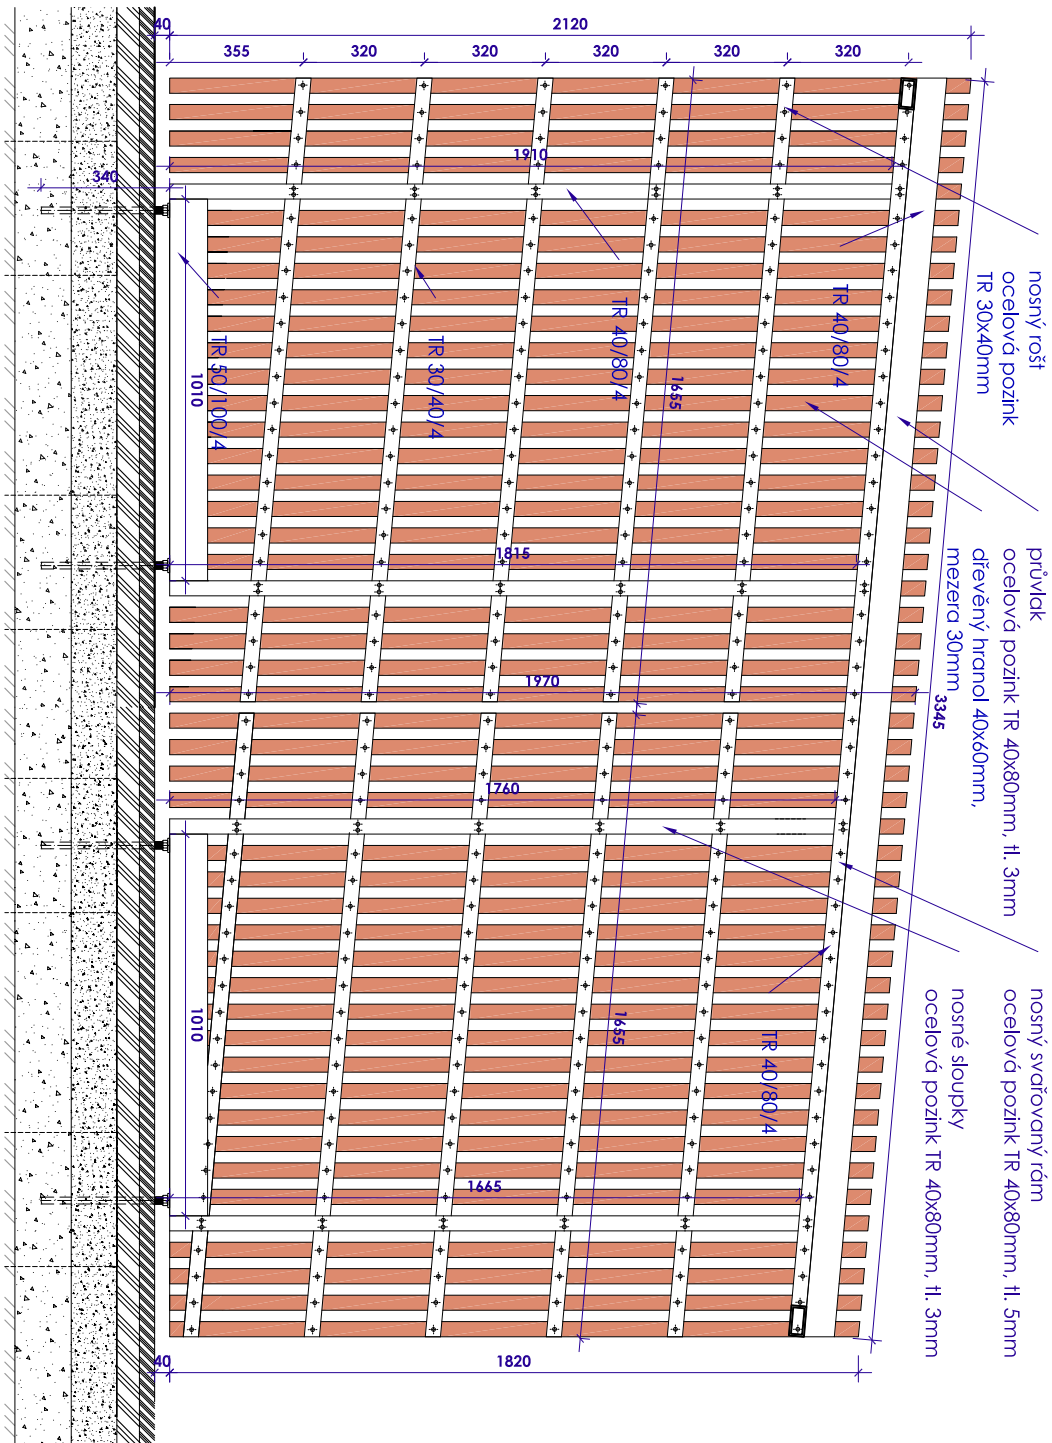 40
2120
355
320
320
320
320
320
1910
340
nosný rošt
ocelová pozink
TR 30x40mm
TR 40/80/4
TR 40/80/4
TR 30/40/4
TR 50/100/4
1010
1655
průvlak
ocelová pozink TR 40x80mm, tl. 3mm
dřevěný hranol 40x60mm,
mezera 30mm
1815
1970
3345
1760
nosný svařovaný rám
ocelová pozink TR 40x80mm, tl. 5mm
nosné sloupky
ocelová pozink TR 40x80mm, tl. 3mm
1010
1655
TR 40/80/4
1665
40
1820